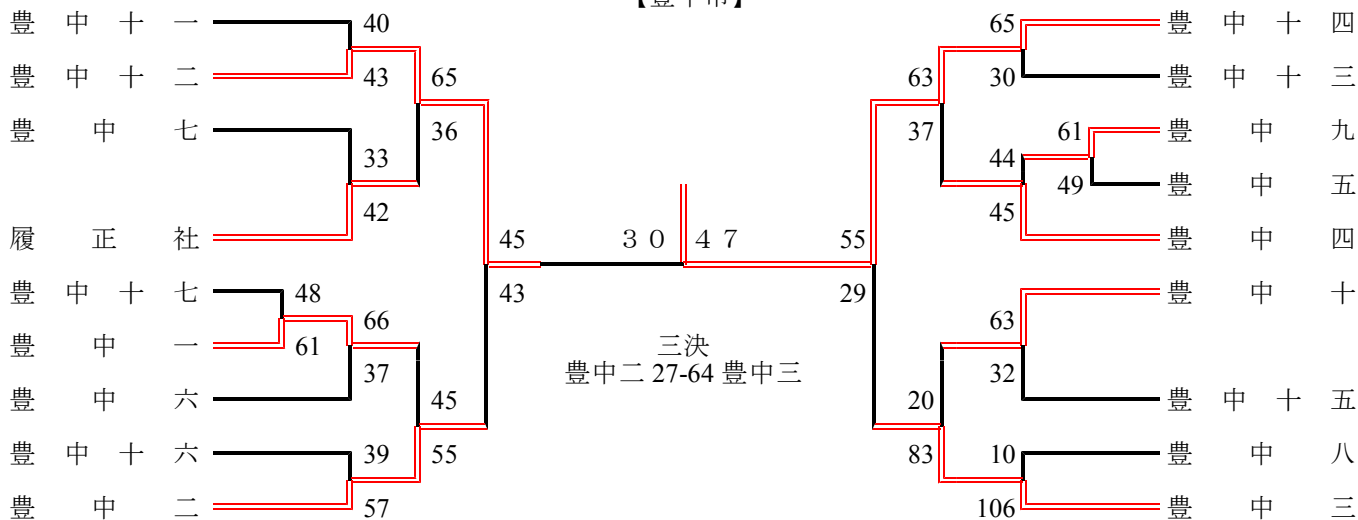 【豊中市】
豊中十一 40
豊中十二 43
65
豊中七 33
36
履正社 42
45
豊中十七 48
43
豊中一 61
66
豊中六 37
45
豊中十六 39
55
豊中二 57
30 47
三決
豊中二 27-64 豊中三
65 豊中十四
63
30 豊中十三
37
61 豊中九
44
49 豊中五
45 豊中四
55
29
63 豊中十
32 豊中十五
20
83
10 豊中八
106 豊中三